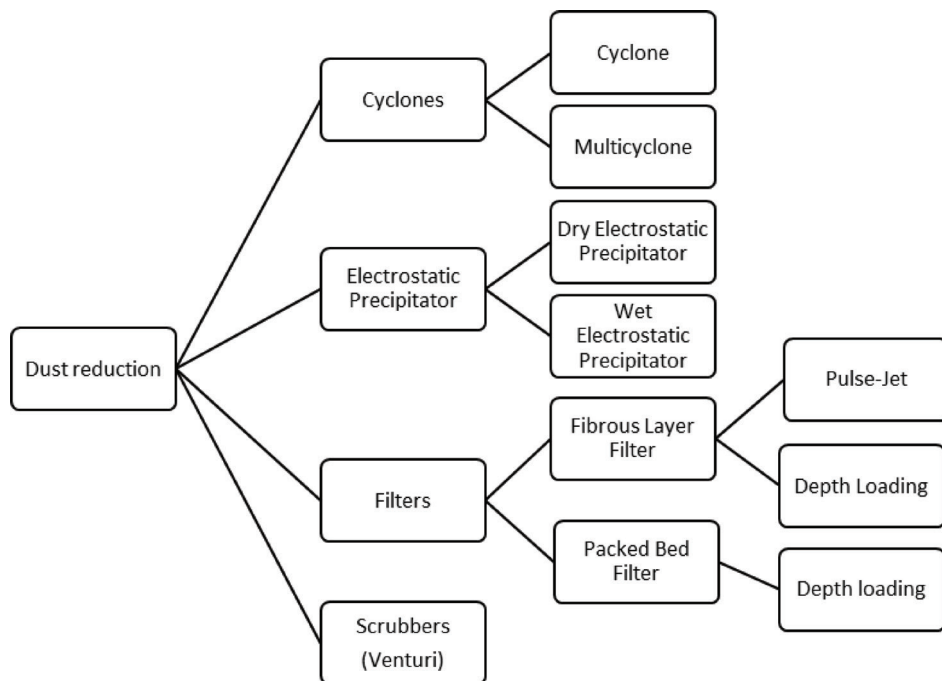 Cyclone
Cyclones
Multicyclone
Dry Electrostatic
Precipitator
Electrostatic
Precipitator
Wet
Electrostatic
Precipitator
Dust reduction
Pulse-Jet
Fibrous Layer
Filter
Depth Loading
Filters
Packed Bed
Filter
Depth loading
Scrubbers
(Venturi)